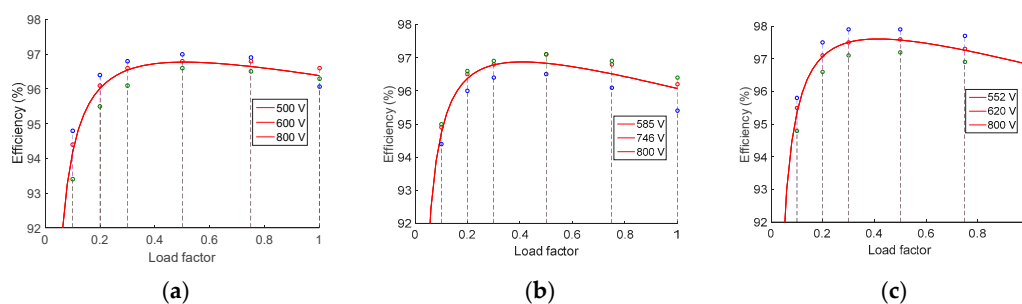 98
97
96
95
94
93
92
Efficiency (%)
500 V
600 V
800 V
0 0.2 0.4 0.6 0.8 1
Load factor
(a)
98
97
96
95
94
93
92
Efficiency (%)
585 V
746 V
800 V
0 0.2 0.4 0.6 0.8 1
Load factor
(b)
98
97
96
95
94
93
92
Efficiency (%)
552 V
620 V
800 V
0 0.2 0.4 0.6 0.8
Load factor
(c)